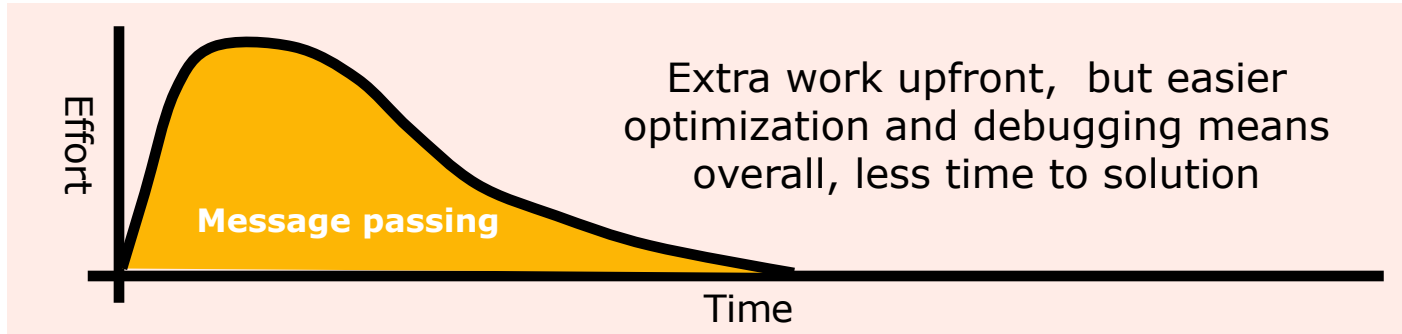 Effort
Extra work upfront,  but easier
optimization and debugging means
overall, less time to solution
Message passing
Time